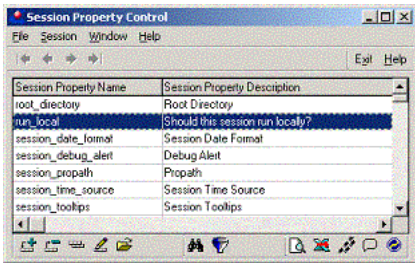 Session Property Control
File Session Window Help
Exit Help
Session Property Name Session Property Description
root_directory Root Directory
run_local Should this session run locally?
session_date_format Session Date Format
session_debug_alert Debug Alert
session_propath Propath
session_time_source Session Time Source
session_tooltips Session Tooltips